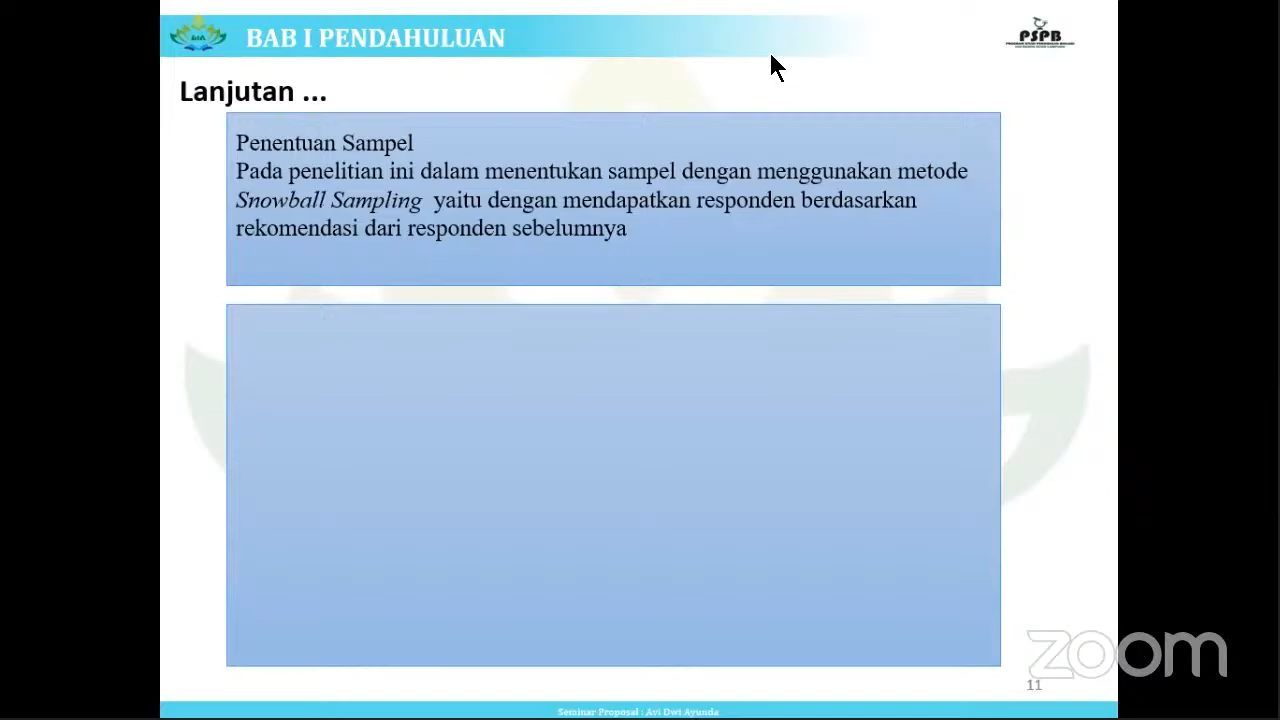 BAB I PENDAHULUAN
PSPB
Lanjutan ...
Penentuan Sampel
Pada penelitian ini dalam menentukan sampel dengan menggunakan metode
Snowball Sampling yaitu dengan mendapatkan responden berdasarkan
rekomendasi dari responden sebelumnya
zoom
11
Seminar Proposal : Avi Dwi Ayunda